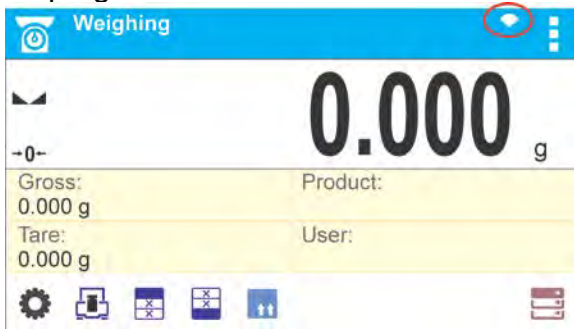 Weighing
0.000 g
→0←
Gross:
0.000 g
Product:
Tare:
0.000 g
User: